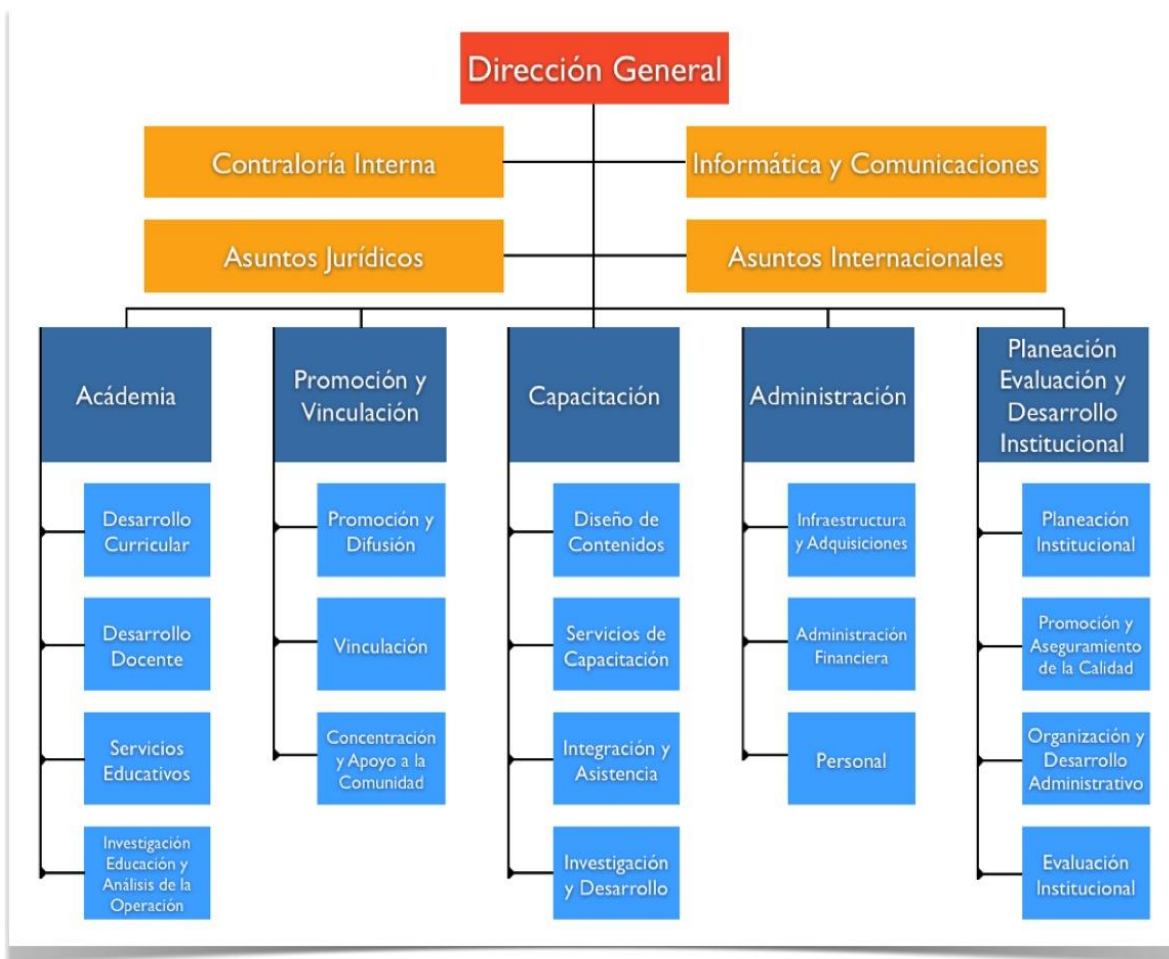 Dirección General
Contraloría Interna
Informática y Comunicaciones
Asuntos Jurídicos
Asuntos Internacionales
Acádemia
Promoción y
Vinculación
Capacitación
Administración
Planeación
Evaluación y
Desarrollo
Institucional
Desarrollo
Curricular
Desarrollo
Docente
Servicios
Educativos
Investigación
Educación y
Análisis de la
Operación
Promoción y
Difusión
Vinculación
Concentración
y Apoyo a la
Comunidad
Diseño de
Contenidos
Servicios de
Capacitación
Integración y
Asistencia
Investigación
y Desarrollo
Infraestructura
y Adquisiciones
Administración
Financiera
Personal
Planeación
Institucional
Promoción y
Aseguramiento
de la Calidad
Organización y
Desarrollo
Administrativo
Evaluación
Institucional